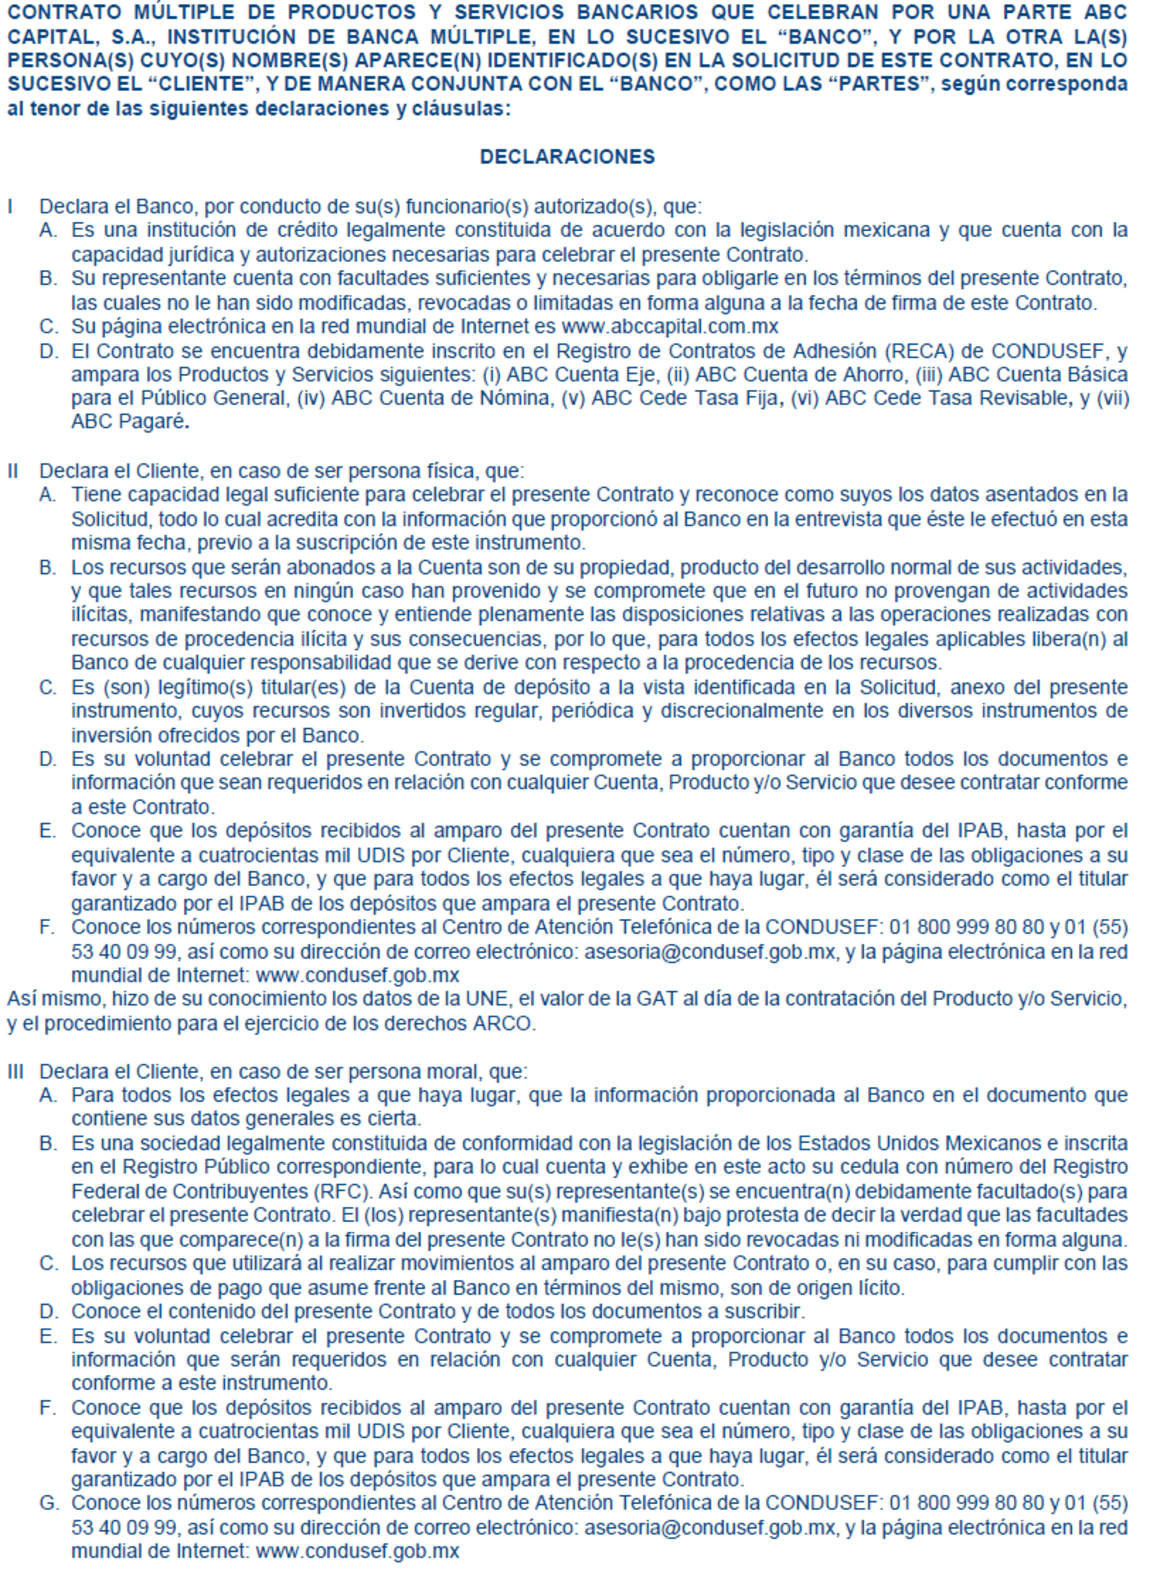 CONTRATO MÚLTIPLE DE PRODUCTOS Y SERVICIOS BANCARIOS QUE CELEBRAN POR UNA PARTE ABC
CAPITAL, S.A., INSTITUCIÓN DE BANCA MÚLTIPLE, EN LO SUCESIVO EL “BANCO”, Y POR LA OTRA LA(S)
PERSONA(S) CUYO(S) NOMBRE(S) APARECE(N) IDENTIFICADO(S) EN LA SOLICITUD DE ESTE CONTRATO, EN LO
SUCESIVO EL “CLIENTE”, Y DE MANERA CONJUNTA CON EL “BANCO”, COMO LAS “PARTES”, según corresponda
al tenor de las siguientes declaraciones y cláusulas:
DECLARACIONES
I Declara el Banco, por conducto de su(s) funcionario(s) autorizado(s), que:
A. Es una institución de crédito legalmente constituida de acuerdo con la legislación mexicana y que cuenta con la
capacidad jurídica y autorizaciones necesarias para celebrar el presente Contrato.
B. Su representante cuenta con facultades suficientes y necesarias para obligarle en los términos del presente Contrato,
las cuales no le han sido modificadas, revocadas o limitadas en forma alguna a la fecha de firma de este Contrato.
C. Su página electrónica en la red mundial de Internet es www.abccapital.com.mx
D. El Contrato se encuentra debidamente inscrito en el Registro de Contratos de Adhesión (RECA) de CONDUSEF, y
ampara los Productos y Servicios siguientes: (i) ABC Cuenta Eje, (ii) ABC Cuenta de Ahorro, (iii) ABC Cuenta Básica
para el Público General, (iv) ABC Cuenta de Nómina, (v) ABC Cede Tasa Fija, (vi) ABC Cede Tasa Revisable, y (vii)
ABC Pagaré.
II Declara el Cliente, en caso de ser persona física, que:
A. Tiene capacidad legal suficiente para celebrar el presente Contrato y reconoce como suyos los datos asentados en la
Solicitud, todo lo cual acredita con la información que proporcionó al Banco en la entrevista que éste le efectuó en esta
misma fecha, previo a la suscripción de este instrumento.
B. Los recursos que serán abonados a la Cuenta son de su propiedad, producto del desarrollo normal de sus actividades,
y que tales recursos en ningún caso han provenido y se compromete que en el futuro no provengan de actividades
ilícitas, manifestando que conoce y entiende plenamente las disposiciones relativas a las operaciones realizadas con
recursos de procedencia ilícita y sus consecuencias, por lo que, para todos los efectos legales aplicables libera(n) al
Banco de cualquier responsabilidad que se derive con respecto a la procedencia de los recursos.
C. Es (son) legítimo(s) titular(es) de la Cuenta de depósito a la vista identificada en la Solicitud, anexo del presente
instrumento, cuyos recursos son invertidos regular, periódica y discrecionalmente en los diversos instrumentos de
inversión ofrecidos por el Banco.
D. Es su voluntad celebrar el presente Contrato y se compromete a proporcionar al Banco todos los documentos e
información que sean requeridos en relación con cualquier Cuenta, Producto y/o Servicio que desee contratar conforme
a este Contrato.
E. Conoce que los depósitos recibidos al amparo del presente Contrato cuentan con garantía del IPAB, hasta por el
equivalente a cuatrocientas mil UDIS por Cliente, cualquiera que sea el número, tipo y clase de las obligaciones a su
favor y a cargo del Banco, y que para todos los efectos legales a que haya lugar, él será considerado como el titular
garantizado por el IPAB de los depósitos que ampara el presente Contrato.
F. Conoce los números correspondientes al Centro de Atención Telefónica de la CONDUSEF: 01 800 999 80 80 y 01 (55)
53 40 09 99, así como su dirección de correo electrónico: asesoria@condusef.gob.mx, y la página electrónica en la red
mundial de Internet: www.condusef.gob.mx
Así mismo, hizo de su conocimiento los datos de la UNE, el valor de la GAT al día de la contratación del Producto y/o Servicio,
y el procedimiento para el ejercicio de los derechos ARCO.
III Declara el Cliente, en caso de ser persona moral, que:
A. Para todos los efectos legales a que haya lugar, que la información proporcionada al Banco en el documento que
contiene sus datos generales es cierta.
B. Es una sociedad legalmente constituida de conformidad con la legislación de los Estados Unidos Mexicanos e inscrita
en el Registro Público correspondiente, para lo cual cuenta y exhibe en este acto su cedula con número del Registro
Federal de Contribuyentes (RFC). Así como que su(s) representante(s) se encuentra(n) debidamente facultado(s) para
celebrar el presente Contrato. El (los) representante(s) manifiesta(n) bajo protesta de decir la verdad que las facultades
con las que comparece(n) a la firma del presente Contrato no le(s) han sido revocadas ni modificadas en forma alguna.
C. Los recursos que utilizará al realizar movimientos al amparo del presente Contrato o, en su caso, para cumplir con las
obligaciones de pago que asume frente al Banco en términos del mismo, son de origen lícito.
D. Conoce el contenido del presente Contrato y de todos los documentos a suscribir.
E. Es su voluntad celebrar el presente Contrato y se compromete a proporcionar al Banco todos los documentos e
información que serán requeridos en relación con cualquier Cuenta, Producto y/o Servicio que desee contratar
conforme a este instrumento.
F. Conoce que los depósitos recibidos al amparo del presente Contrato cuentan con garantía del IPAB, hasta por el
equivalente a cuatrocientas mil UDIS por Cliente, cualquiera que sea el número, tipo y clase de las obligaciones a su
favor y a cargo del Banco, y que para todos los efectos legales a que haya lugar, él será considerado como el titular
garantizado por el IPAB de los depósitos que ampara el presente Contrato.
G. Conoce los números correspondientes al Centro de Atención Telefónica de la CONDUSEF: 01 800 999 80 80 y 01 (55)
53 40 09 99, así como su dirección de correo electrónico: asesoria@condusef.gob.mx, y la página electrónica en la red
mundial de Internet: www.condusef.gob.mx